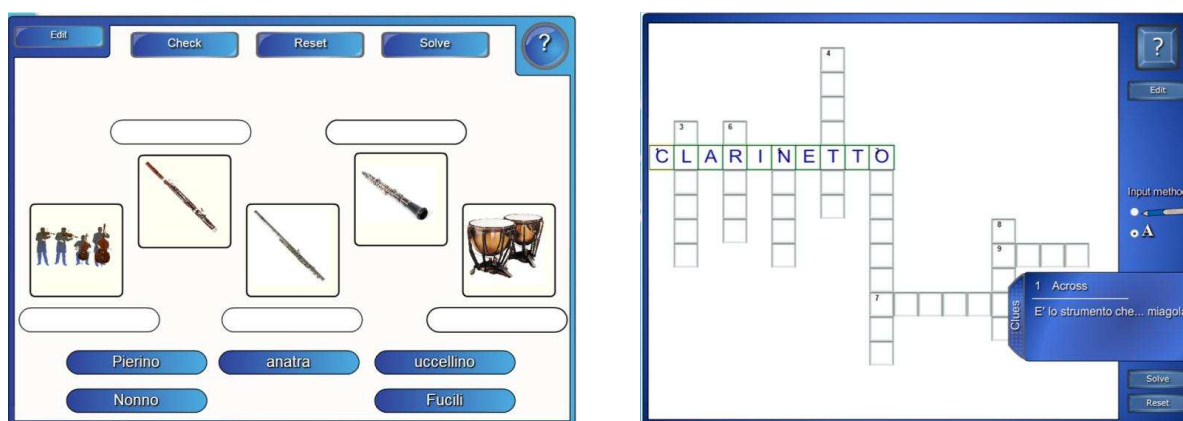 Edit
Check
Reset
Solve
?
Pierino
anatra
uccellino
Nonno
Fucili
4
3
6
CLARINETTO
8
9
7
?
Edit
Input metho
A
Clues
1 Across
E' lo strumento che... miagola
Solve
Reset